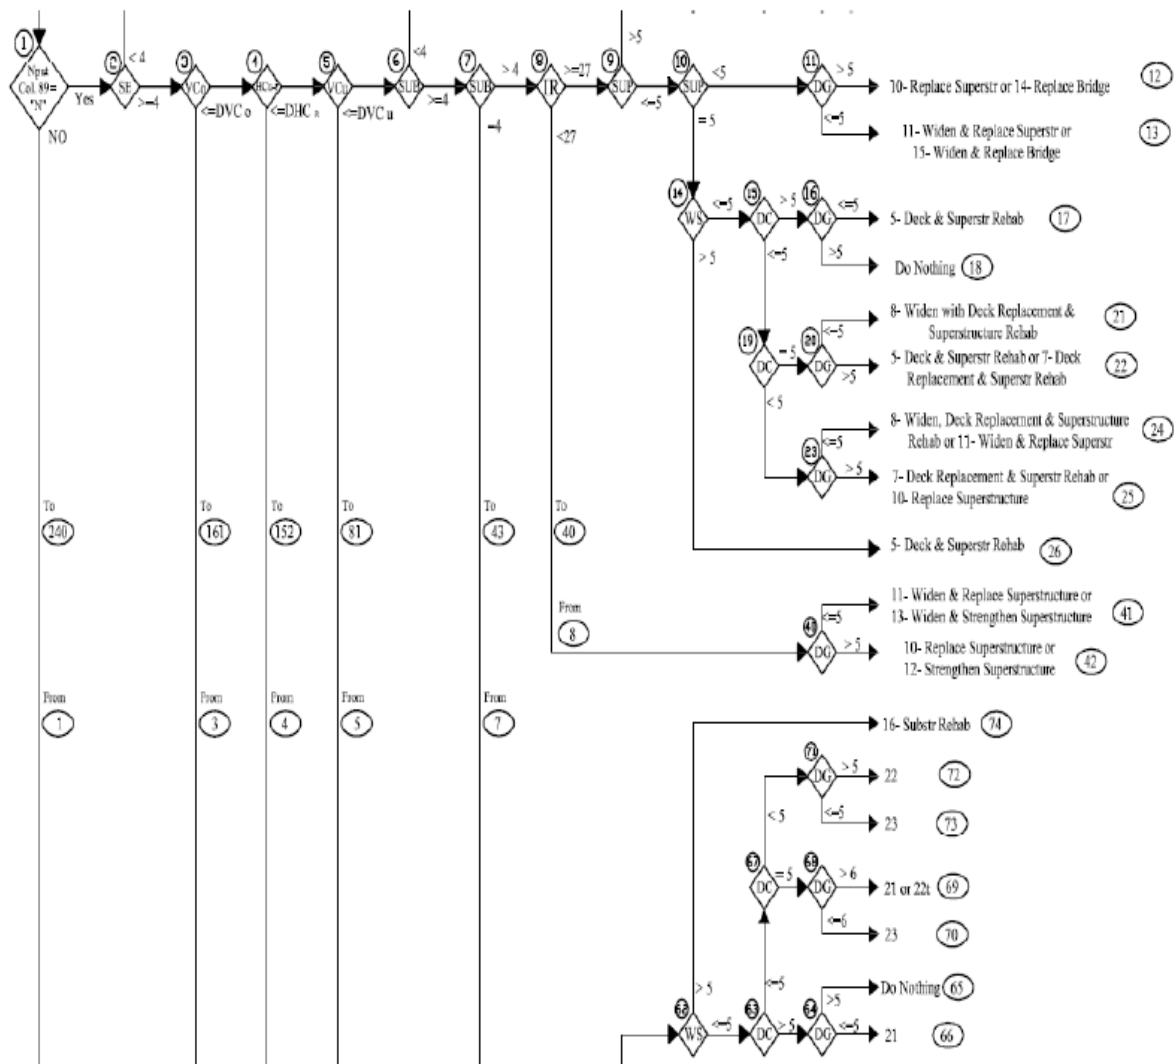 1
Npst
Col. 89=
"N"
Yes
NO
2
SE
< 4
>=4
3
VCo
<=DVC o
4
<=DHC
5
VCu
<=DVC u
6
SUB
<4
>=4
7
SUB
> 4
=4
8
IR
>=27
<27
9
SUP
>5
<=5
10
SUP
<5
= 5
11
DG
> 5
<=5
10- Replace Superstr or 14- Replace Bridge
12
11- Widen & Replace Superstr or
15- Widen & Replace Bridge
13
14
WS
<=5
> 5
15
DC
> 5
<=5
16
DG
<=5
>5
5- Deck & Superstr Rehab
17
Do Nothing
18
8- Widen with Deck Replacement &
Superstructure Rehab
21
19
DC
= 5
< 5
20
DG
<=5
>5
5- Deck & Superstr Rehab or 7- Deck
Replacement & Superstr Rehab
22
8- Widen, Deck Replacement & Superstructure
Rehab or 11- Widen & Replace Superstr
24
23
DG
<=5
> 5
7- Deck Replacement & Superstr Rehab or
10- Replace Superstructure
25
To
240
To
161
To
152
To
81
To
43
To
40
5- Deck & Superstr Rehab
26
11- Widen & Replace Superstructure or
13- Widen & Strengthen Superstructure
41
From
8
DG
<=5
> 5
10- Replace Superstructure or
12- Strengthen Superstructure
42
From
1
From
3
From
4
From
5
From
7
16- Substr Rehab
74
71
DG
> 5
<=5
22
72
23
73
< 5
67
DC
= 5
68
DG
> 6
<=6
21 or 22t
69
23
70
<=5
Do Nothing
65
WS
> 5
<=5
63
DC
> 5
64
DG
>5
<=5
21
66